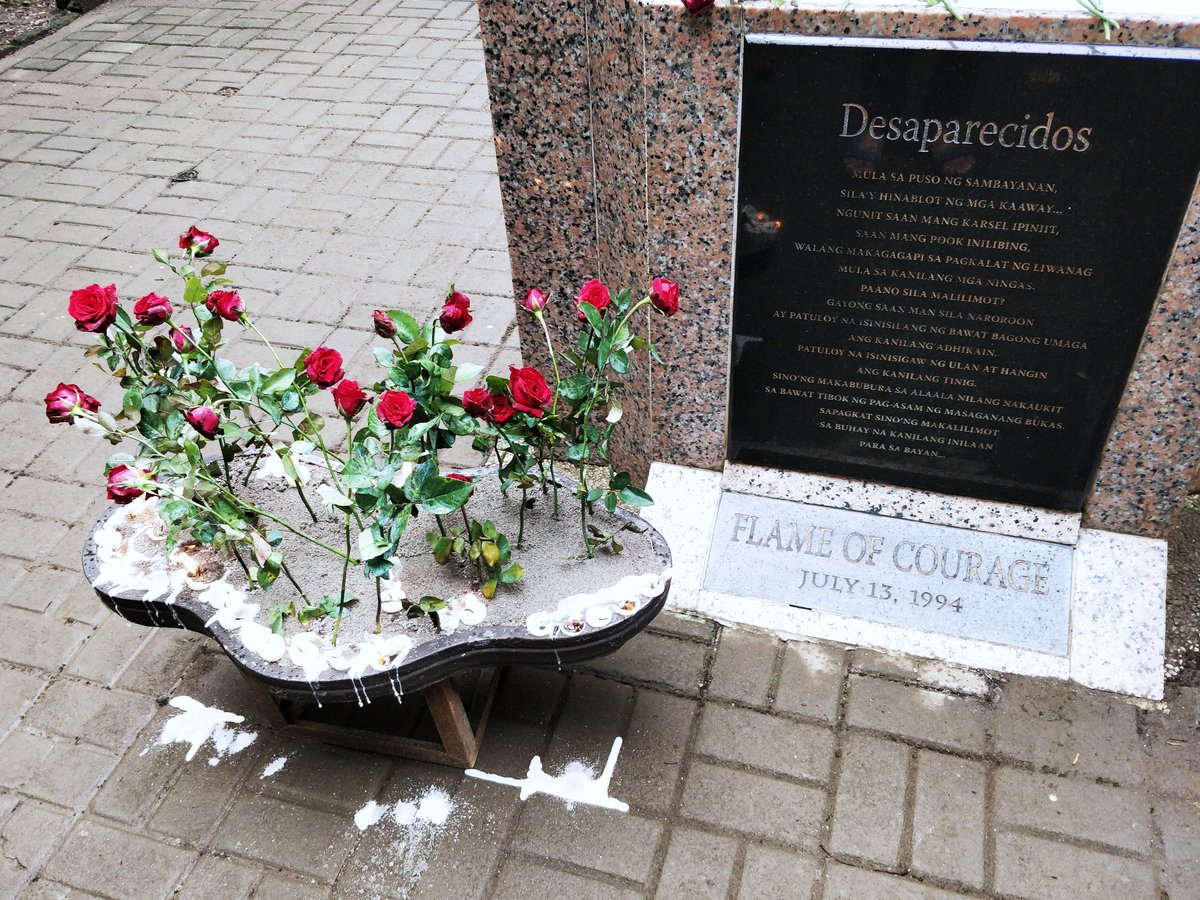 Desaparecidos
MULA SA PUSO NG SAMBAYANAN,
SILA'Y HINABLOT NG MGA KAAWAY...
NGUNIT SAAN MANG KARSEL IPINIIT,
SAAN MANG POOK INILIBING,
WALANG MAKAGAGAPI SA PAGKALAT NG LIWANAG
MULA SA KANILANG MGA NINGAS.
PAANO SILA MALILIMOT?
GAYONG SAAN MAN SILA NAROROON
AY PATULOY NA ISINISILANG NG BAWAT BAGONG UMAGA
ANG KANILANG ADHIKAIN.
PATULOY NA ISINISIGAW NG ULAN AT HANGIN
ANG KANILANG TINIG.
SINO'NG MAKABUBURA SA ALAALA NILANG NAKAUKIT
SA BAWAT TIBOK NG PAG-ASAM NG MASAGANANG BUKAS.
SAPAGKAT SINO'NG MAKALILIMOT
SA BUHAY NA KANILANG INILAAN
PARA SA BAYAN...
FLAME OF COURAGE
JULY 13, 1994